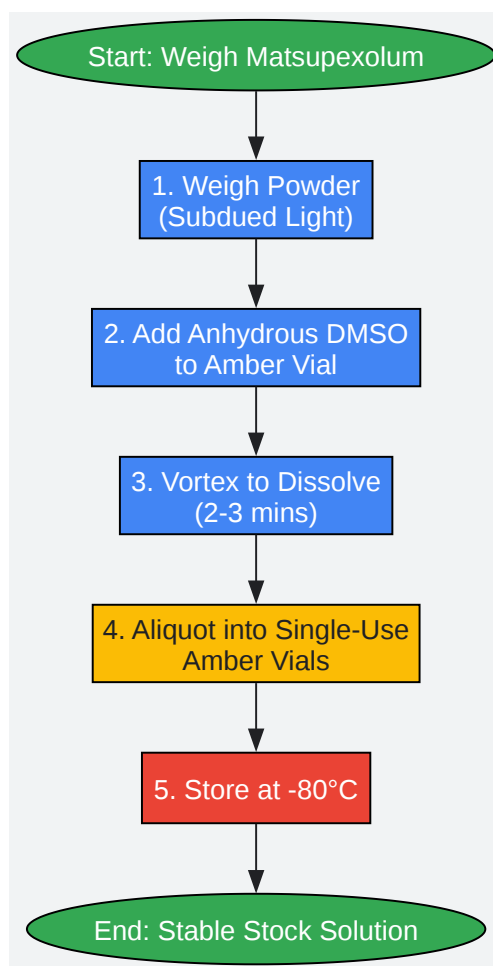 Start: Weigh Matsupexolum
1. Weigh Powder
(Subdued Light)
2. Add Anhydrous DMSO
to Amber Vial
3. Vortex to Dissolve
(2-3 mins)
4. Aliquot into Single-Use
Amber Vials
5. Store at -80°C
End: Stable Stock Solution